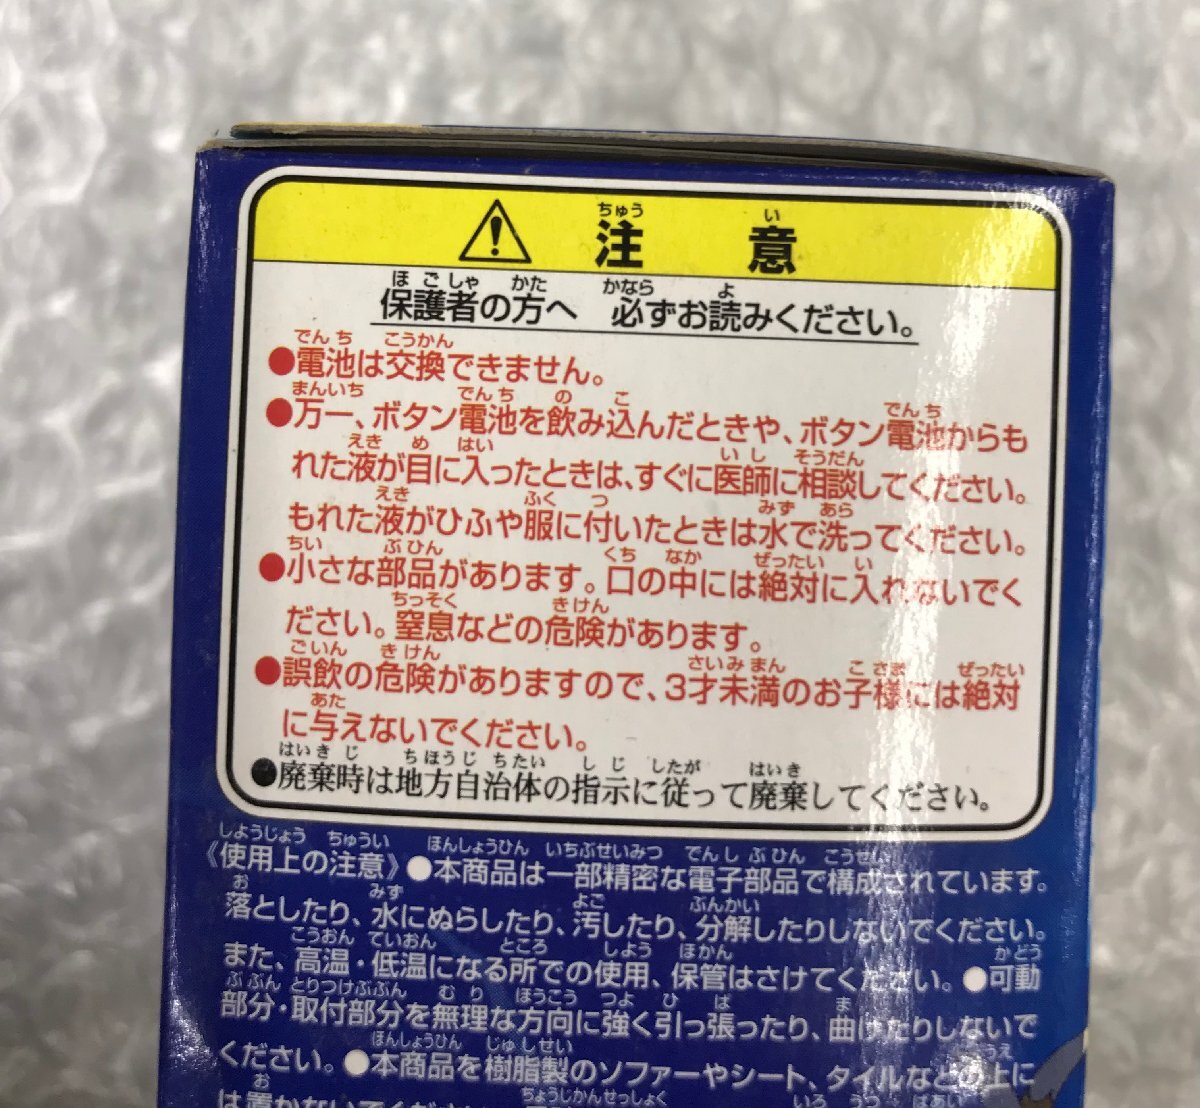 注意
保護者の方へ 必ずお読みください。
●電池は交換できません。
●万一、ボタン電池を飲み込んだときや、ボタン電池からも
れた液が目に入ったときは、すぐに医師に相談してください。
もれた液がひふや服に付いたときは水で洗ってください。
●小さな部品があります。口の中には絶対に入れないでく
ださい。窒息などの危険があります。
●誤飲の危険がありますので、3才未満のお子様には絶対
に与えないでください。
●廃棄時は地方自治体の指示に従って廃棄してください。
《使用上の注意》●本商品は一部精密な電子部品で構成されています。
落としたり、水にぬらしたり、汚したり、分解したりしないでください。
また、高温・低温になる所での使用、保管はさけてください。●可動
部分・取付部分を無理な方向に強く引っ張ったり、曲げたりしないで
ください。●本商品を樹脂製のソファーやシート、タイルなどの上に
は置かないでください